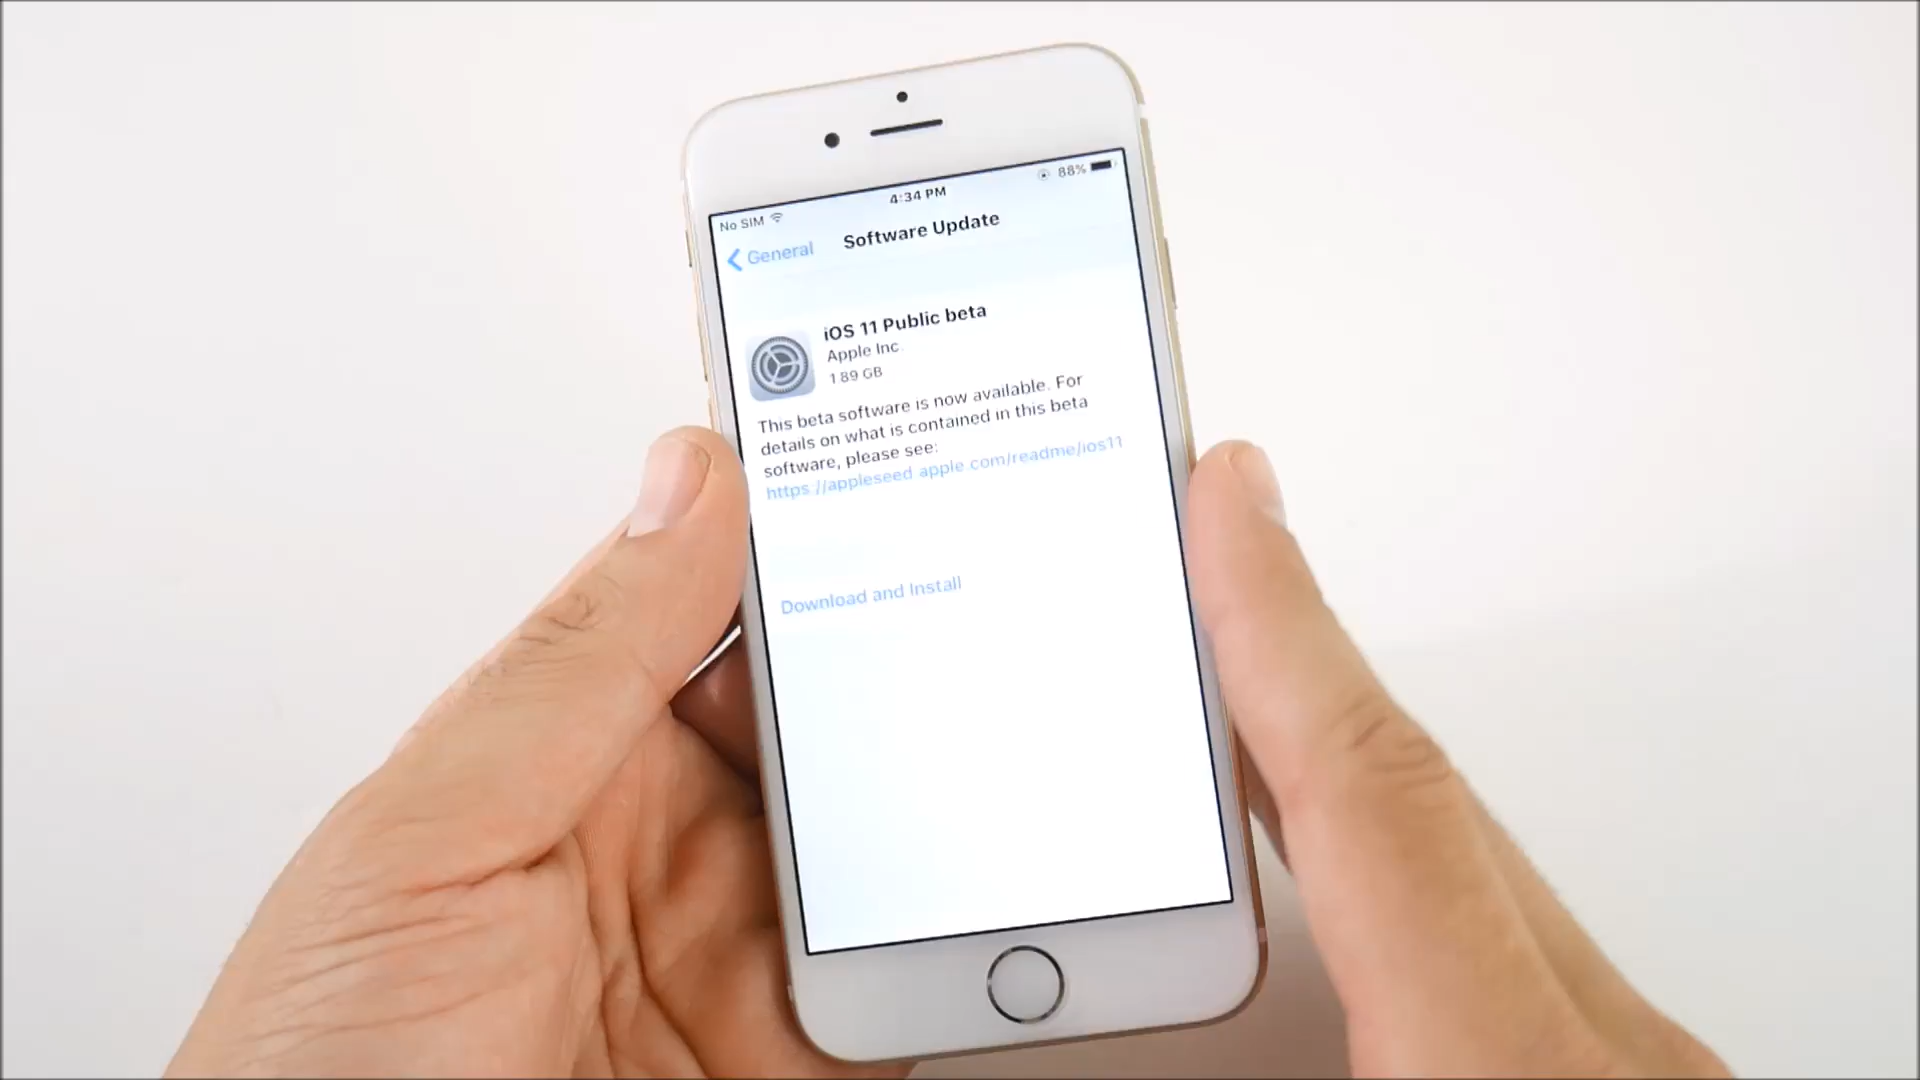 No SIM
4:34 PM
88%
General
Software Update
iOS 11 Public beta
Apple Inc.
1.89 GB
This beta software is now available. For
details on what is contained in this beta
software, please see:
https://appleseed.apple.com/readme/ios11
Download and Install